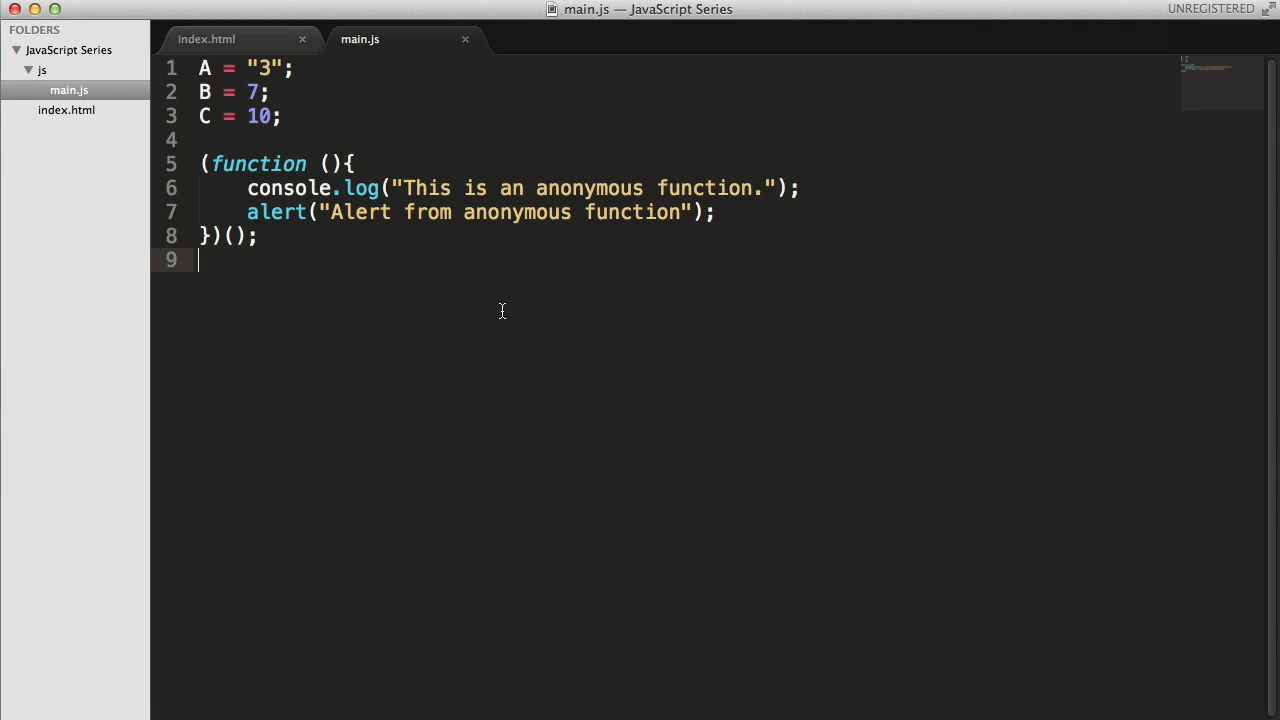 main.js — JavaScript Series
UNREGISTERED
FOLDERS
JavaScript Series
js
main.js
index.html
index.html ×
main.js ×
1 A = "3";
2 B = 7;
3 C = 10;
4
5 (function (){
6     console.log("This is an anonymous function.");
7     alert("Alert from anonymous function");
8 })();
9